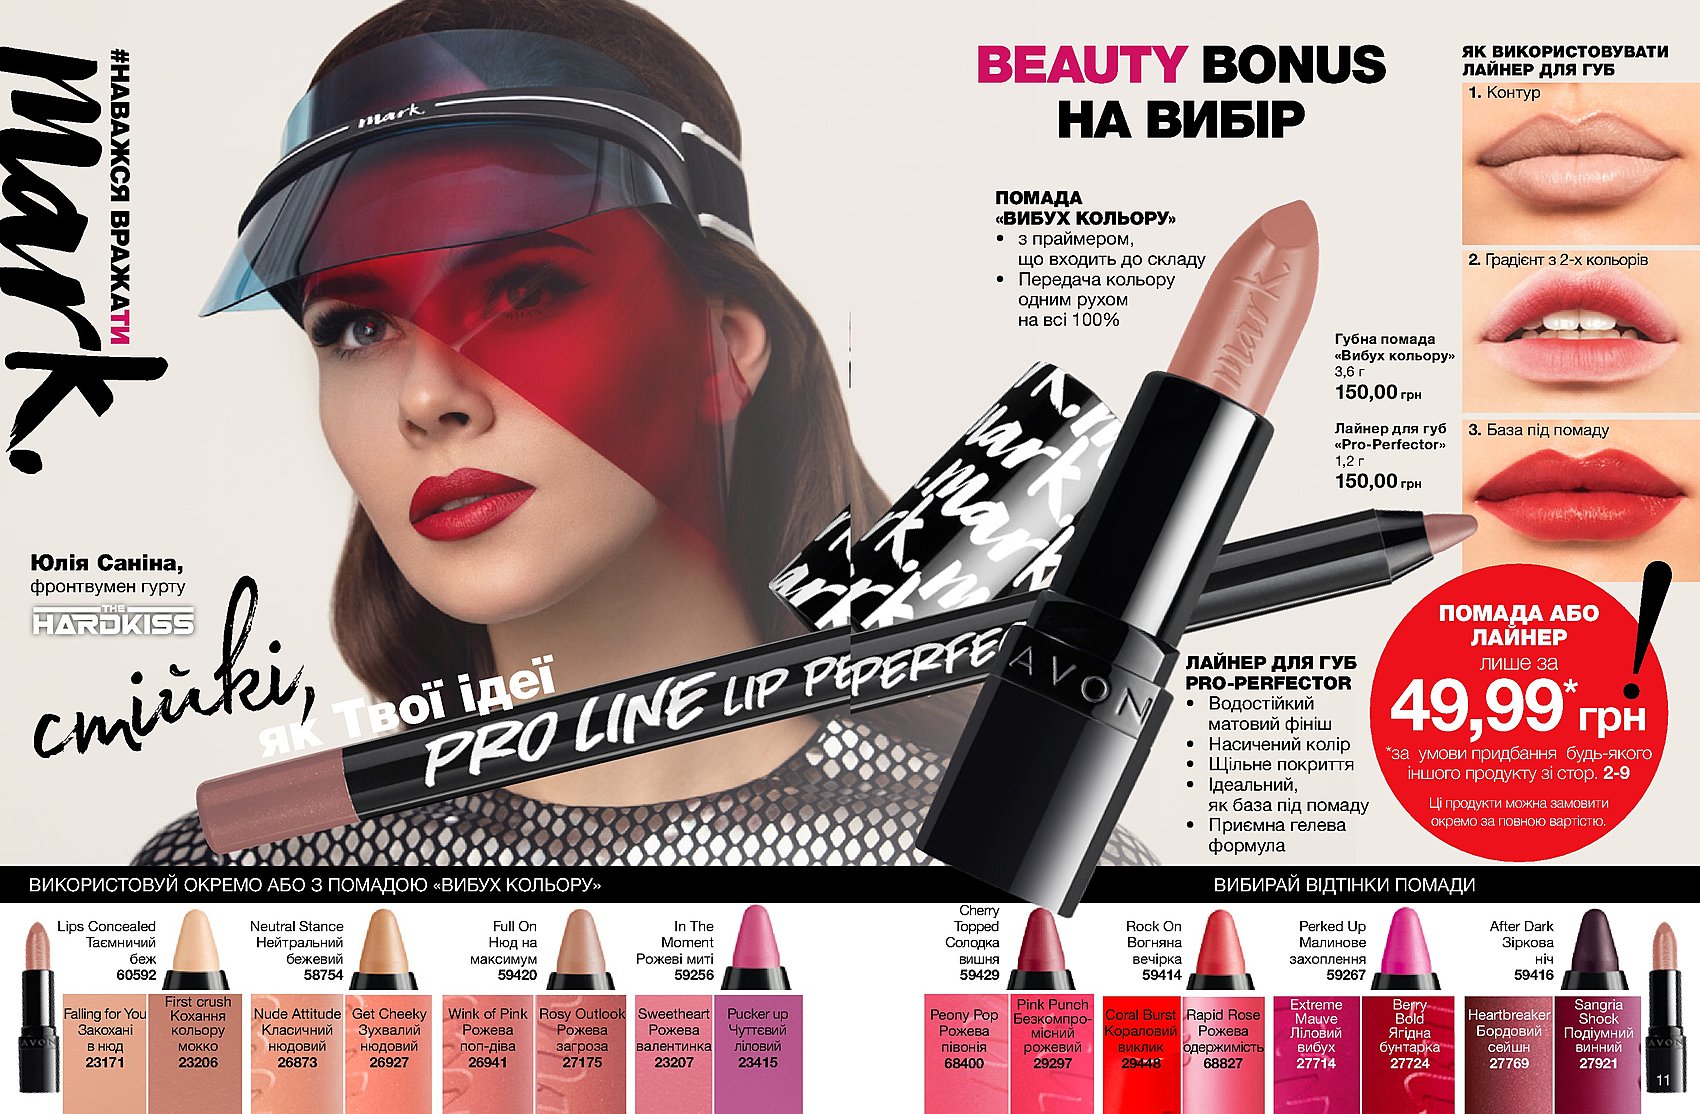 #НАВАЖСЯ ВРАЖАТИ
mark.
mark.
Юлія Саніна,
фронтвумен гурту
THE
HARDKISS
стійкі,
як Твої ідеї
PRO LINE LIP PE
PERFEC
AVON
mark
BEAUTY BONUS
НА ВИБІР
ПОМАДА
«ВИБУХ КОЛЬОРУ»
• з праймером,
що входить до складу
• Передача кольору
одним рухом
на всі 100%
Губна помада
«Вибух кольору»
3,6 г
150,00 грн
Лайнер для губ
«Pro-Perfector»
1,2 г
150,00 грн
ЯК ВИКОРИСТОВУВАТИ
ЛАЙНЕР ДЛЯ ГУБ
1. Контур
2. Градієнт з 2-х кольорів
3. База під помаду
ЛАЙНЕР ДЛЯ ГУБ
PRO-PERFECTOR
• Водостійкий
матовий фініш
• Насичений колір
• Щільне покриття
• Ідеальний,
як база під помаду
• Приємна гелева
формула
ПОМАДА АБО
ЛАЙНЕР
ЛИШЕ ЗА
49,99* грн
!
*за умови придбання будь-якого
іншого продукту зі стор. 2-9
Ці продукти можна замовити
окремо за повною вартістю.
ВИКОРИСТОВУЙ ОКРЕМО АБО З ПОМАДОЮ «ВИБУХ КОЛЬОРУ»
ВИБИРАЙ ВІДТІНКИ ПОМАДИ
Lips Concealed
Таємничий
беж
60592
Neutral Stance
Нейтральний
бежевий
58754
Full On
Нюд на
максимум
59420
In The
Moment
Рожеві миті
59256
Cherry
Topped
Солодка
вишня
59429
Rock On
Вогняна
вечірка
59414
Perked Up
Малинове
захоплення
59267
After Dark
Зіркова
ніч
59416
Falling for You
Закохані
в нюд
23171
First crush
Кохання
кольору
мокко
23206
Nude Attitude
Класичний
нюдовий
26873
Get Cheeky
Зухвалий
нюдовий
26927
Wink of Pink
Рожева
поп-діва
26941
Rosy Outlook
Рожева
загроза
27175
Sweetheart
Рожева
валентинка
23207
Pucker up
Чуттєвий
ліловий
23415
Peony Pop
Рожева
півонія
68400
Pink Punch
Безкомпро-
місний
рожевий
29297
Coral Burst
Кораловий
виклик
29448
Rapid Rose
Рожева
одержимість
68827
Extreme
Mauve
Ліловий
вибух
27714
Berry
Bold
Ягідна
бунтарка
27724
Heartbreaker
Бордовий
сейшн
27769
Sangria
Shock
Подіумний
винний
27921
AVON
AVON
11